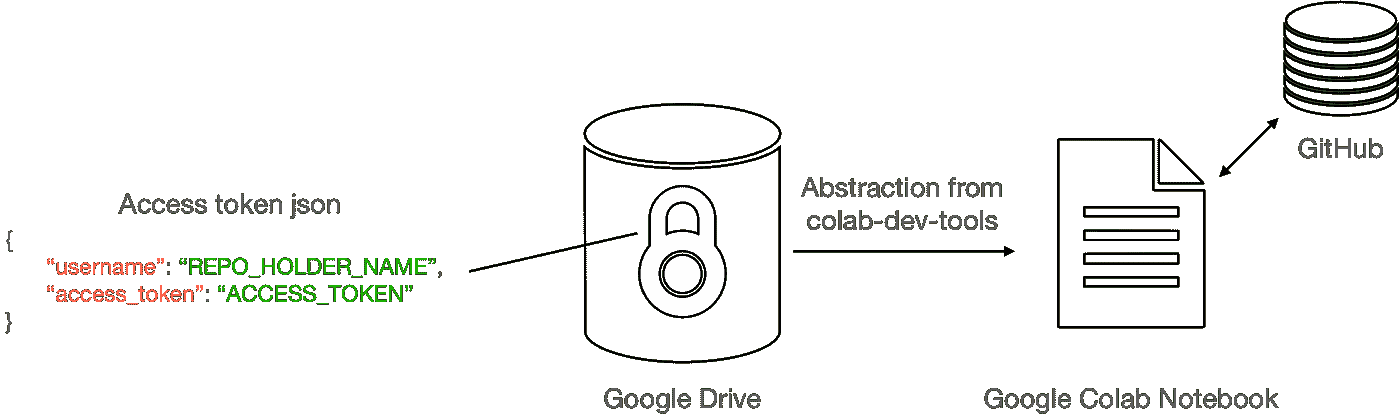 Access token json
{
“username”: “REPO_HOLDER_NAME”,
“access_token”: “ACCESS_TOKEN”
}
Google Drive
Abstraction from
colab-dev-tools
Google Colab Notebook
GitHub